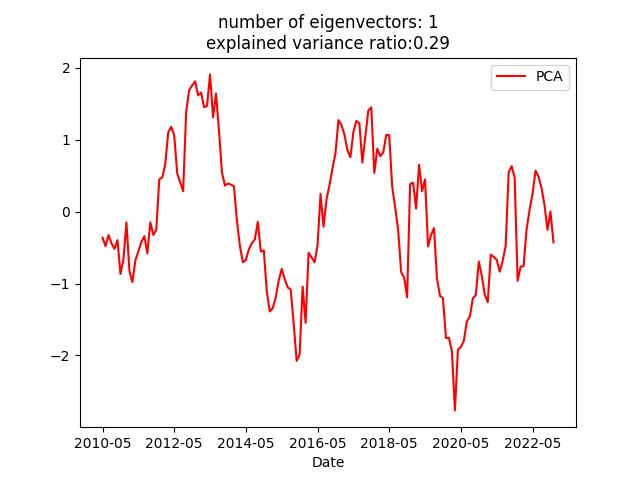 number of eigenvectors: 1
explained variance ratio:0.29
PCA
2
1
0
−1
−2
2010-05 2012-05 2014-05 2016-05 2018-05 2020-05 2022-05
Date